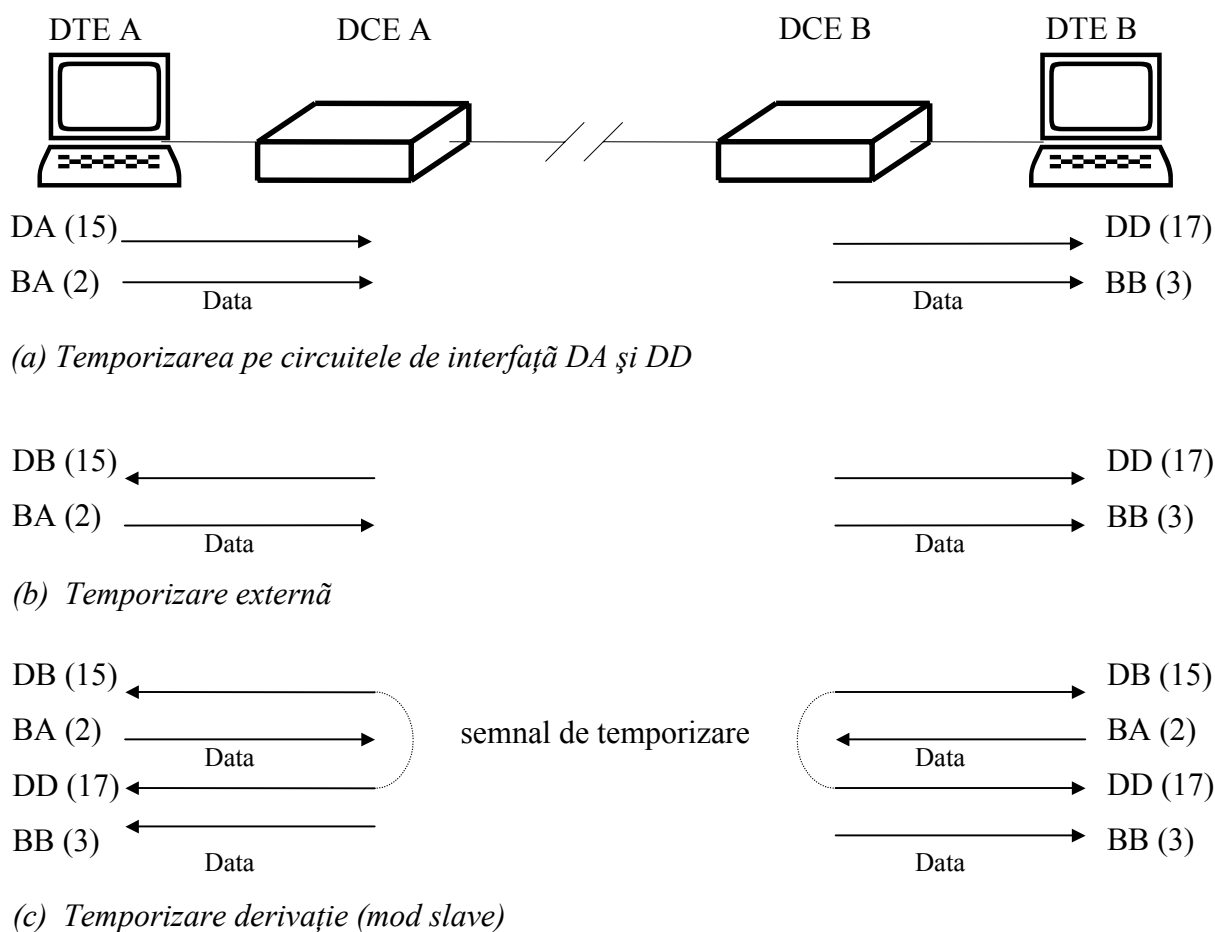 DTE A DCE A DCE B DTE B
DA (15) DD (17)
BA (2) Data Data BB (3)
(a) Temporizarea pe circuitele de interfaţã DA şi DD
DB (15) DD (17)
BA (2) Data Data BB (3)
(b) Temporizare externã
DB (15) DB (15)
BA (2) Data semnal de temporizare Data BA (2)
DD (17) DD (17)
BB (3) Data Data BB (3)
(c) Temporizare derivaţie (mod slave)